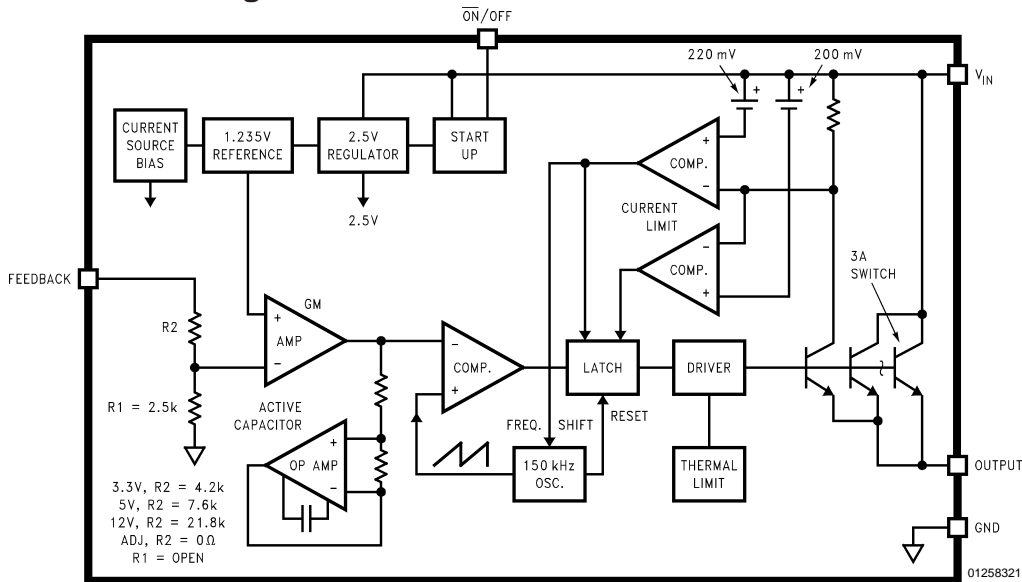 ON/OFF
220 mV
200 mV
VIN
CURRENT
SOURCE
BIAS
1.235V
REFERENCE
2.5V
REGULATOR
START
UP
2.5V
+
+
+
COMP.
−
CURRENT
LIMIT
−
COMP.
+
3A
SWITCH
FEEDBACK
R2
R1 = 2.5k
GM
+
AMP
−
−
COMP.
+
LATCH
DRIVER
ACTIVE
CAPACITOR
+
OP AMP
−
FREQ. SHIFT
RESET
150 kHz
OSC.
THERMAL
LIMIT
OUTPUT
GND
3.3V, R2 = 4.2k
5V, R2 = 7.6k
12V, R2 = 21.8k
ADJ, R2 = 0Ω
R1 = OPEN
01258321